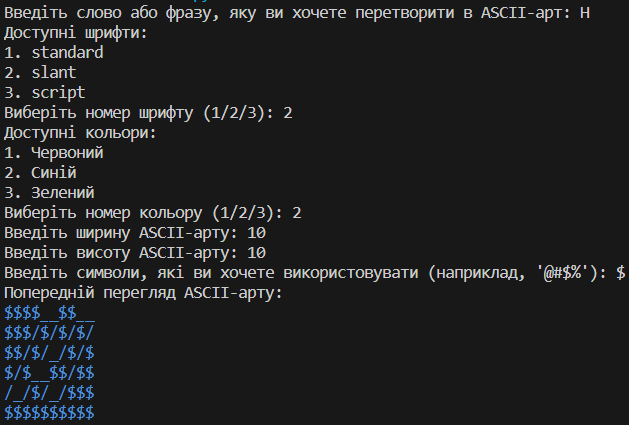 Введіть слово або фразу, яку ви хочете перетворити в ASCII-арт: H
Доступні шрифти:
1. standard
2. slant
3. script
Виберіть номер шрифту (1/2/3): 2
Доступні кольори:
1. Червоний
2. Синій
3. Зелений
Виберіть номер кольору (1/2/3): 2
Введіть ширину ASCII-арту: 10
Введіть висоту ASCII-арту: 10
Введіть символи, які ви хочете використовувати (наприклад, '@#$%'): $
Попередній перегляд ASCII-арту:
$$$$__$$__
$$$/$/$/$/
$$/$/_/$/$
$/$__$$/$$
/_/$/_/$$$
$$$$$$$$$$